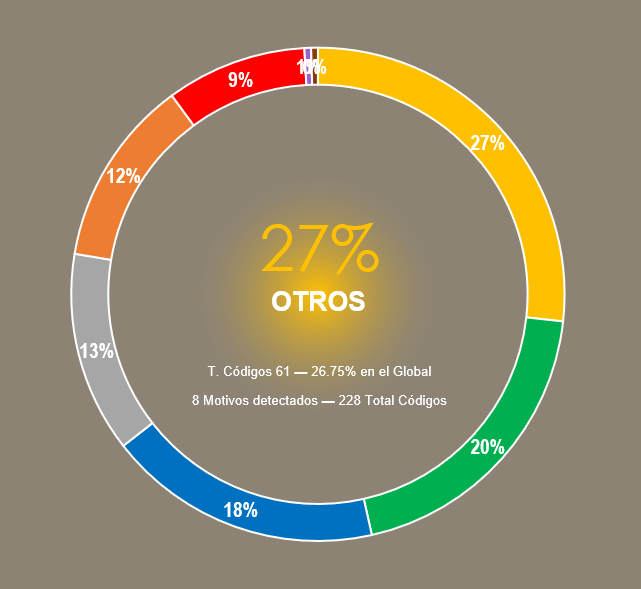 9%
27%
12%
27%
OTROS
13%
T. Códigos 61 — 26.75% en el Global
8 Motivos detectados — 228 Total Códigos
20%
18%